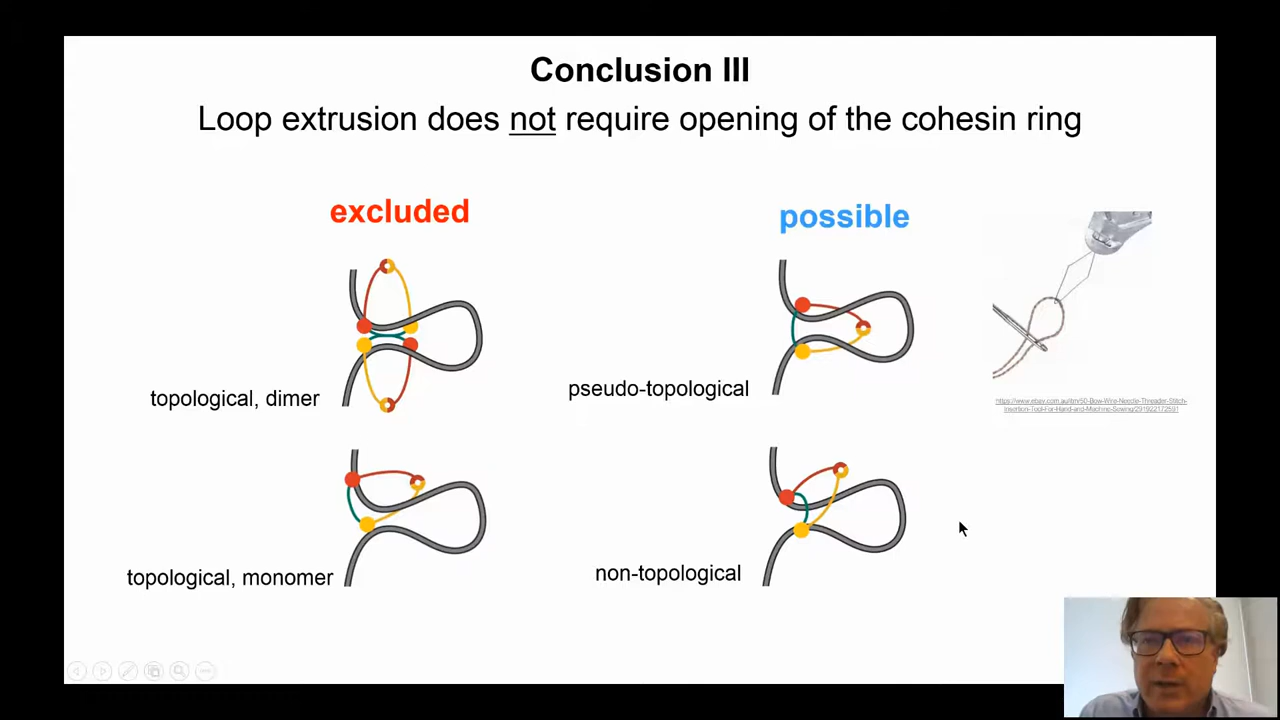 Conclusion III
Loop extrusion does not require opening of the cohesin ring
excluded
possible
topological, dimer
pseudo-topological
https://www.ebay.com.au/itm/50-Bow-Wire-Needle-Threader-Stitch-
Insertion-Tool-For-Hand-and-Machine-Sewing/291922172591
topological, monomer
non-topological